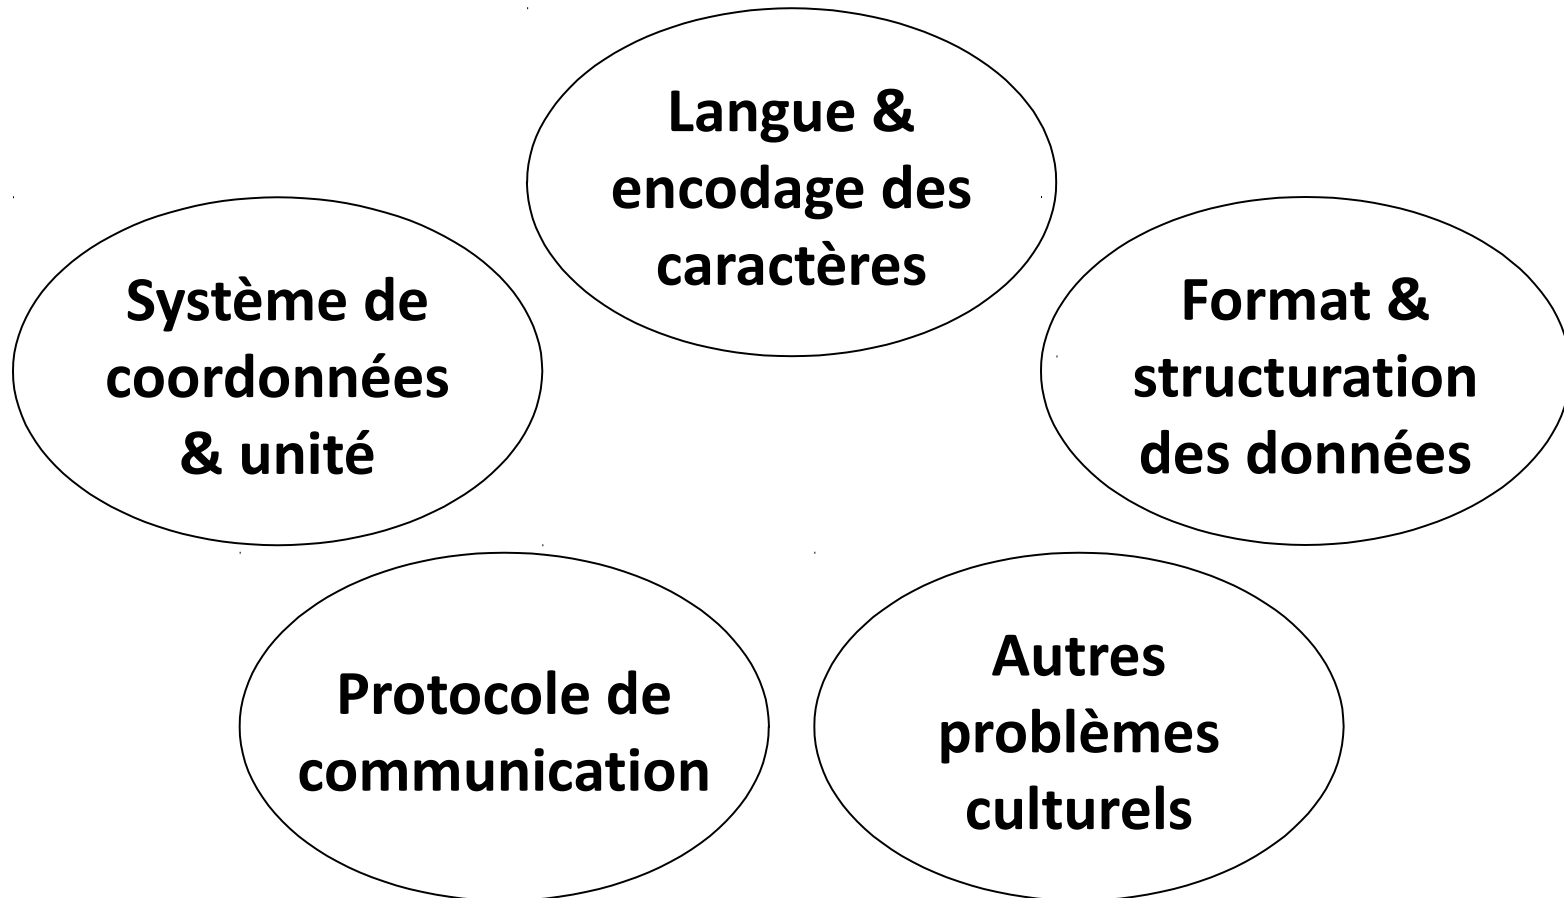 Langue &
encodage des
caractères
Système de
coordonnées
& unité
Format &
structuration
des données
Protocole de
communication
Autres
problèmes
culturels